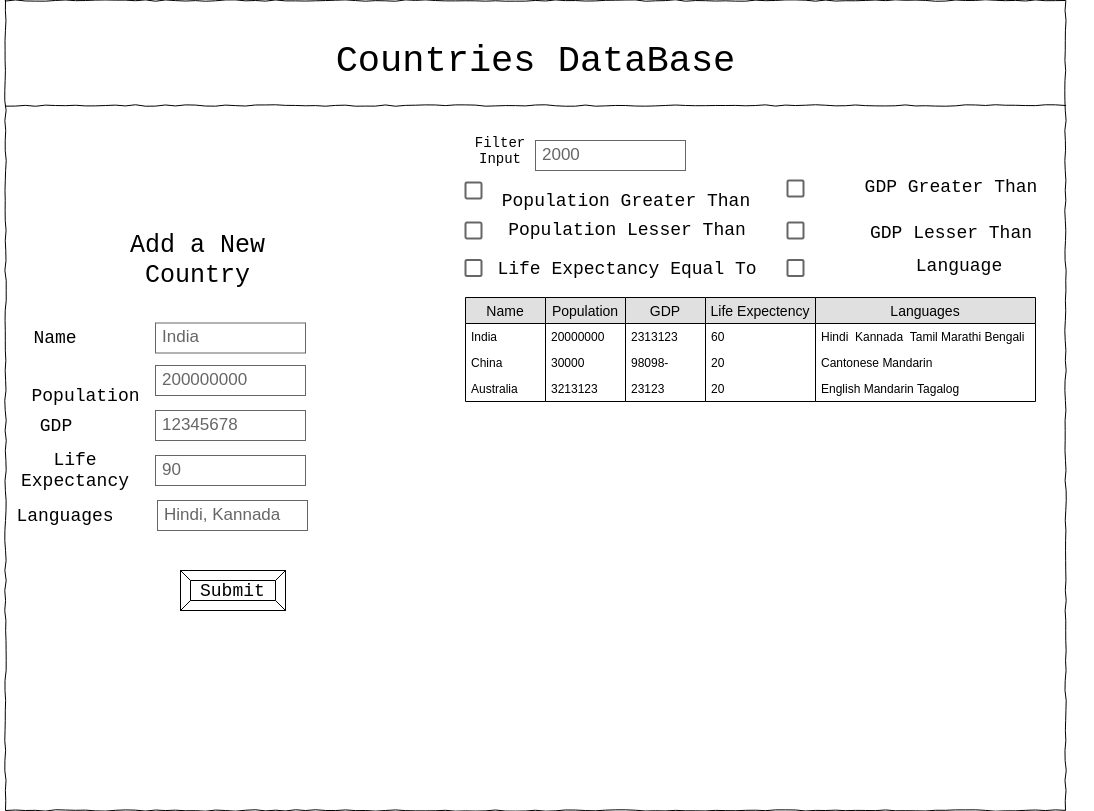 Countries DataBase
Add a New
Country
Name India
Population 200000000
GDP 12345678
Life
Expectancy 90
Languages Hindi, Kannada
Submit
Filter
Input 2000
Population Greater Than
GDP Greater Than
Population Lesser Than
GDP Lesser Than
Life Expectancy Equal To
Language
Name Population GDP Life Expectency Languages
India 20000000 2313123 60 Hindi Kannada Tamil Marathi Bengali
China 30000 98098- 20 Cantonese Mandarin
Australia 3213123 23123 20 English Mandarin Tagalog